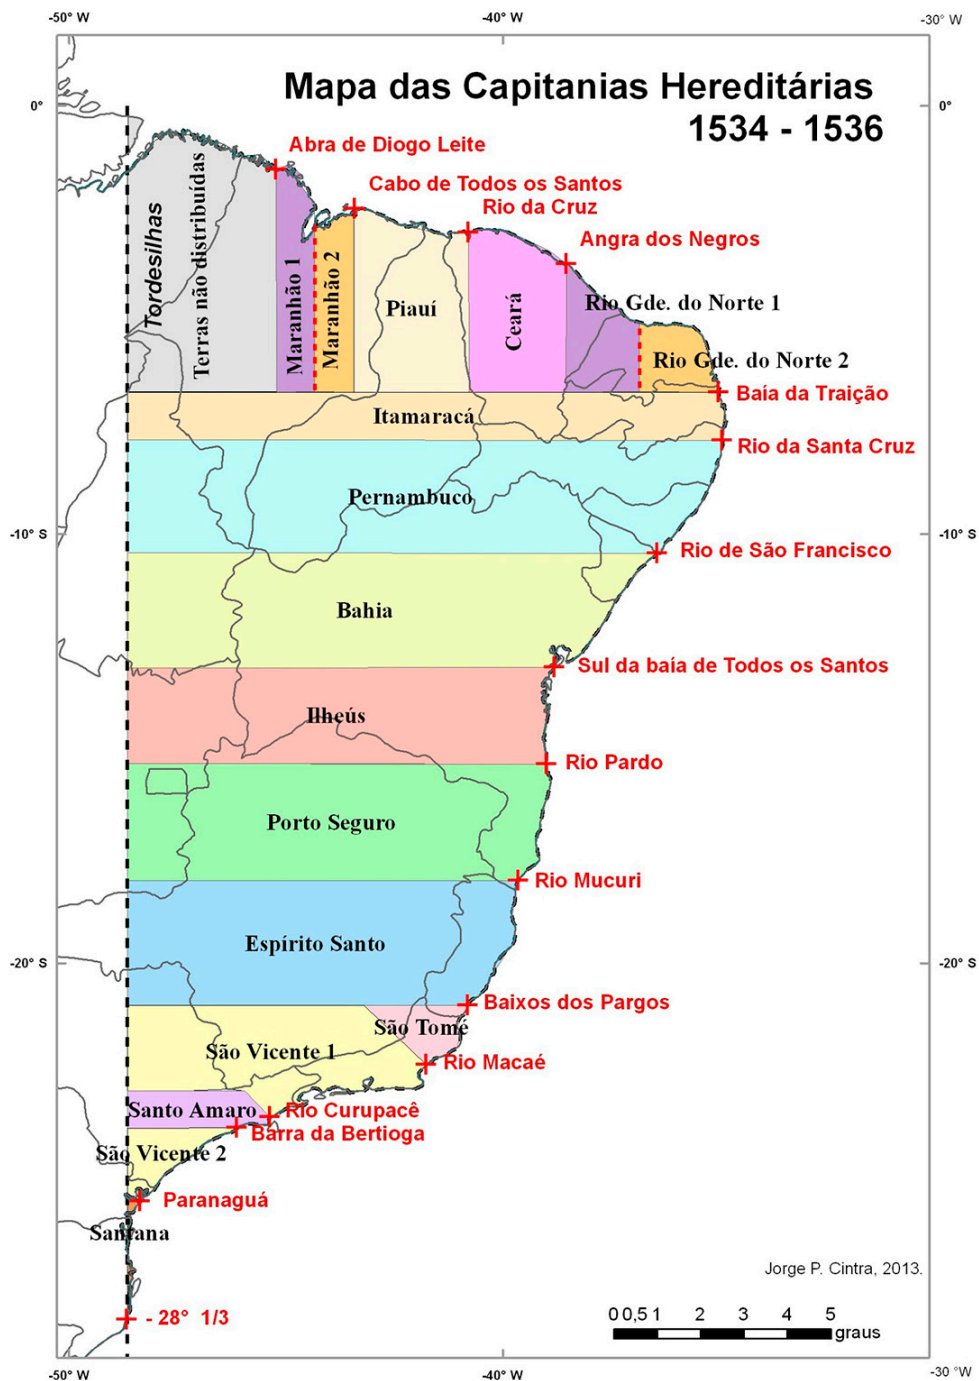 -50° W
-40° W
-30° W
0°
0°
Mapa das Capitanias Hereditárias
1534 - 1536
Abra de Diogo Leite
Cabo de Todos os Santos
Rio da Cruz
Angra dos Negros
Tordesilhas
Terras não distribuídas
Maranhão 1
Maranhão 2
Piauí
Ceará
Rio Gde. do Norte 1
Rio Gde. do Norte 2
Baía da Traição
Itamaracá
Rio da Santa Cruz
Pernambuco
-10° S
-10° S
Rio de São Francisco
Bahia
Sul da baía de Todos os Santos
Ilheús
Rio Pardo
Porto Seguro
Rio Mucuri
Espírito Santo
-20° S
-20° S
Baixos dos Pargos
São Tomé
São Vicente 1
Rio Macaé
Santo Amaro
Rio Curupacê
Barra da Bertioga
São Vicente 2
Paranaguá
Santana
Jorge P. Cintra, 2013.
- 28° 1/3
0 0,5 1 2 3 4 5
graus
-50° W
-40° W
-30 °W